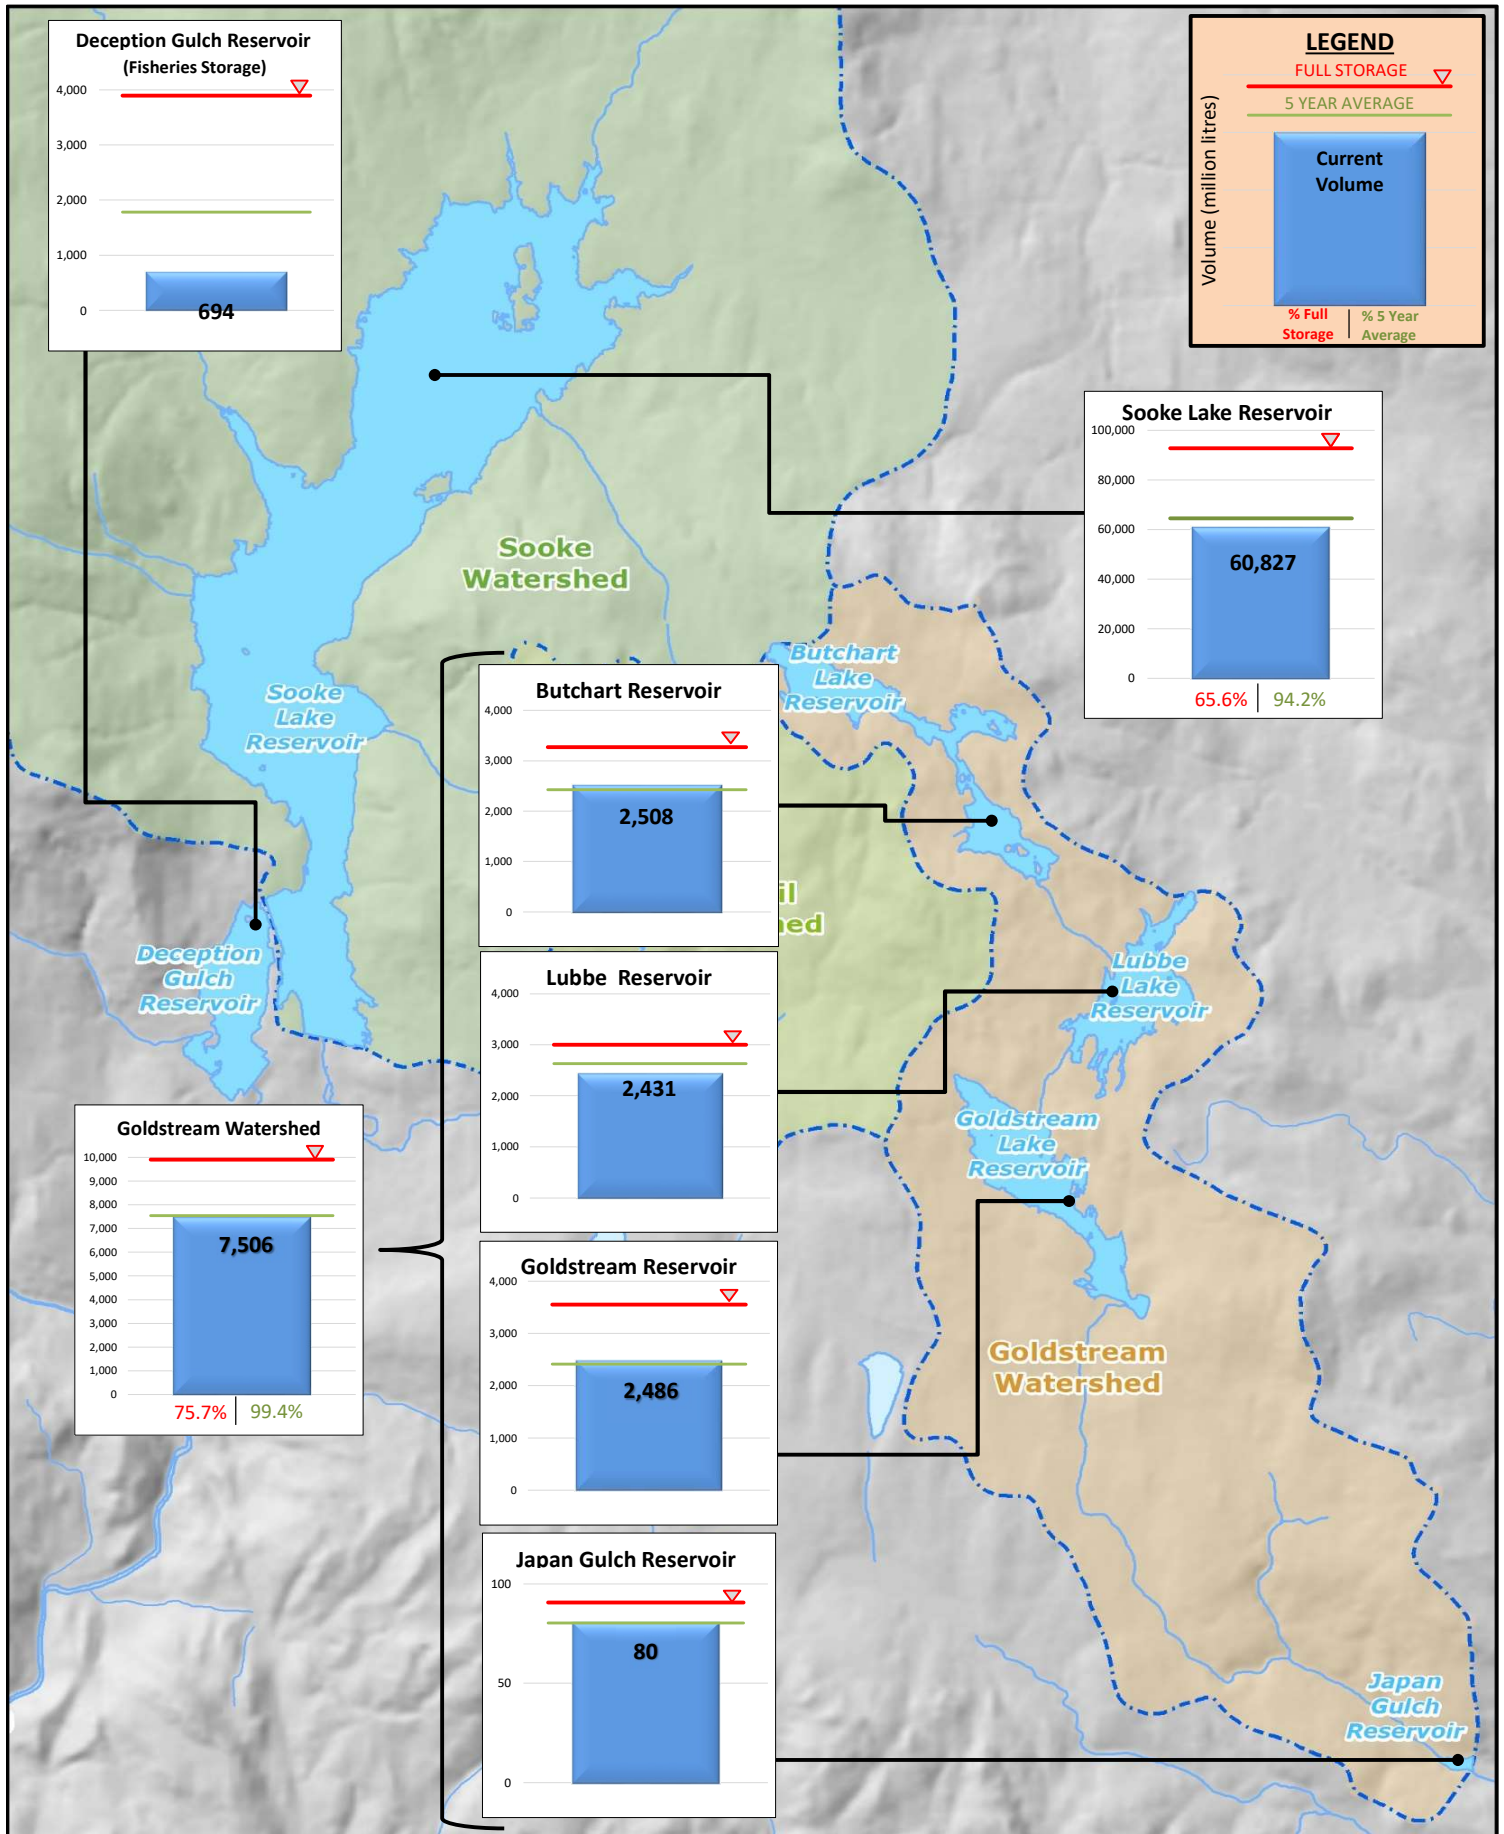 Deception Gulch Reservoir
(Fisheries Storage)
4,000
3,000
2,000
1,000
0
694
LEGEND
FULL STORAGE
5 YEAR AVERAGE
Volume (million litres)
Current
Volume
% Full
Storage
% 5 Year
Average
Sooke Lake Reservoir
100,000
80,000
60,000
40,000
20,000
0
60,827
65.6%
94.2%
Sooke
Watershed
Sooke
Lake
Reservoir
Butchart
Lake
Reservoir
Butchart Reservoir
4,000
3,000
2,000
1,000
0
2,508
il
ed
Deception
Gulch
Reservoir
Lubbe Reservoir
4,000
3,000
2,000
1,000
0
2,431
Lubbe
Lake
Reservoir
Goldstream
Lake
Reservoir
Goldstream Watershed
10,000
9,000
8,000
7,000
6,000
5,000
4,000
3,000
2,000
1,000
0
7,506
75.7%
99.4%
Goldstream Reservoir
4,000
3,000
2,000
1,000
0
2,486
Goldstream
Watershed
Japan Gulch Reservoir
100
50
0
80
Japan
Gulch
Reservoir